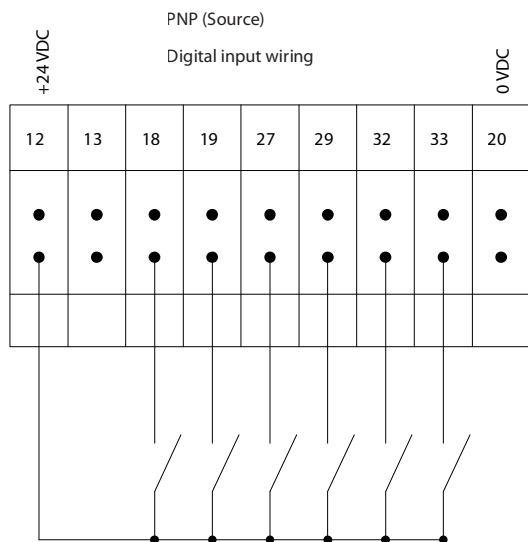 PNP (Source)
Digital input wiring
+24 VDC
0 VDC
12 13 18 19 27 29 32 33 20